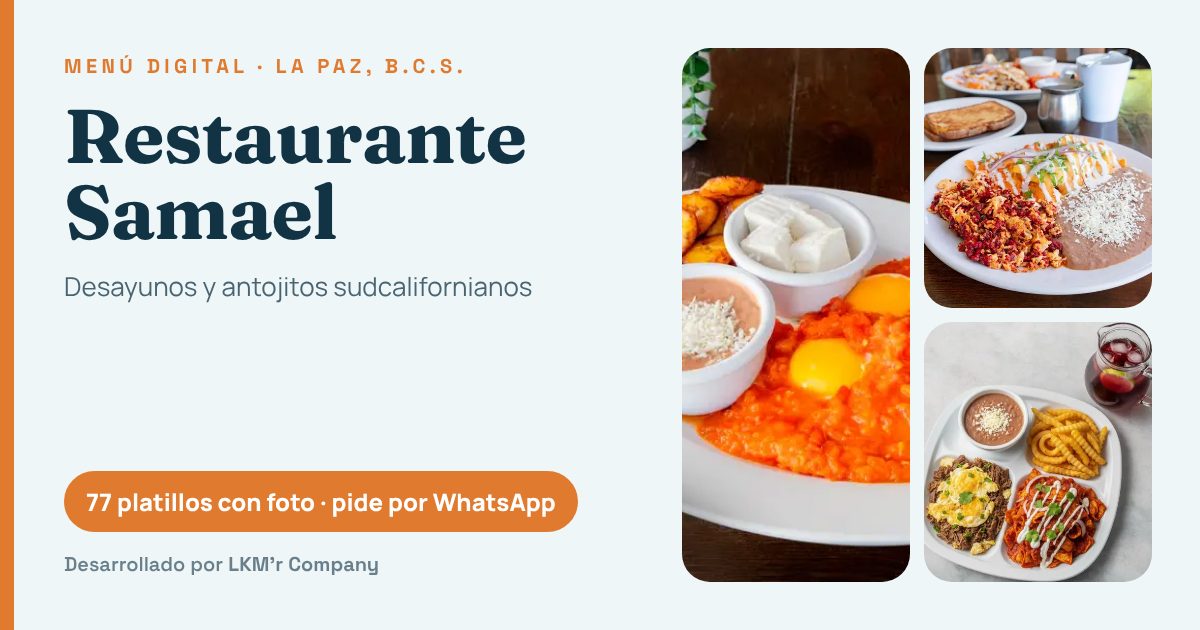 MENÚ DIGITAL · LA PAZ, B.C.S.
Restaurante
Samael
Desayunos y antojitos sudcalifornianos
77 platillos con foto · pide por WhatsApp
Desarrollado por LKM’r Company